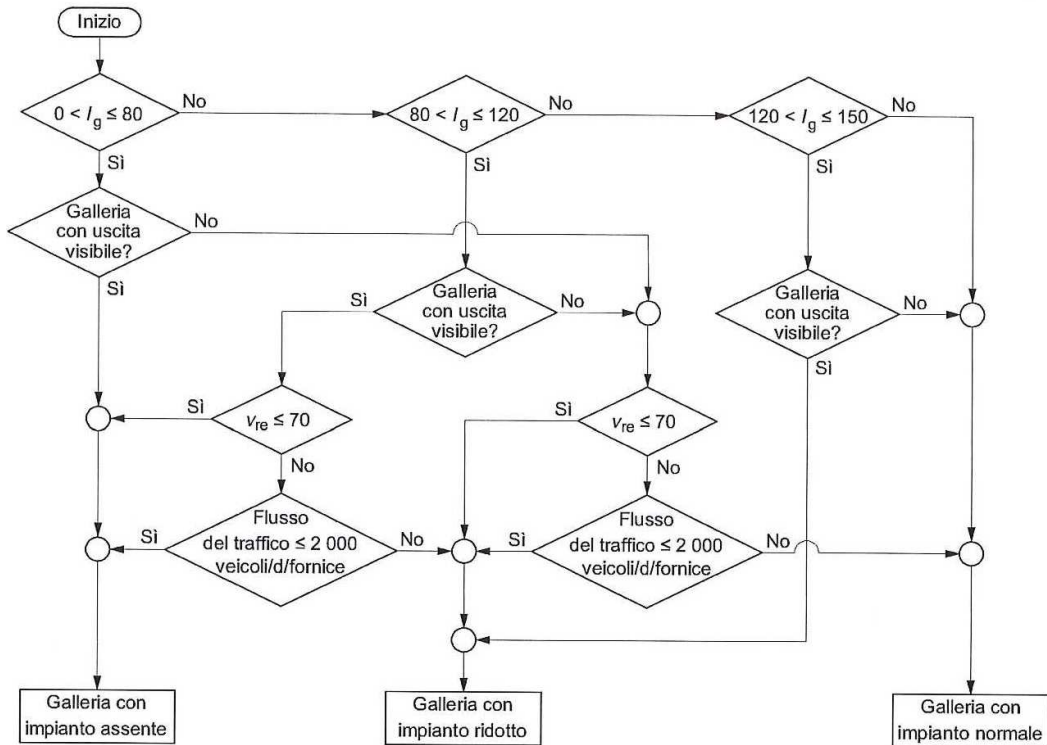 Inizio
0 < lg ≤ 80
No
80 < lg ≤ 120
No
120 < lg ≤ 150
No
Sì
Sì
Sì
Galleria
con uscita
visibile?
No
Sì
Sì
Galleria
con uscita
visibile?
No
Galleria
con uscita
visibile?
No
Sì
Sì
vre ≤ 70
No
Sì
vre ≤ 70
No
Sì
Flusso
del traffico ≤ 2 000
veicoli/d/fornice
No
Sì
Flusso
del traffico ≤ 2 000
veicoli/d/fornice
No
Galleria con
impianto assente
Galleria con
impianto ridotto
Galleria con
impianto normale